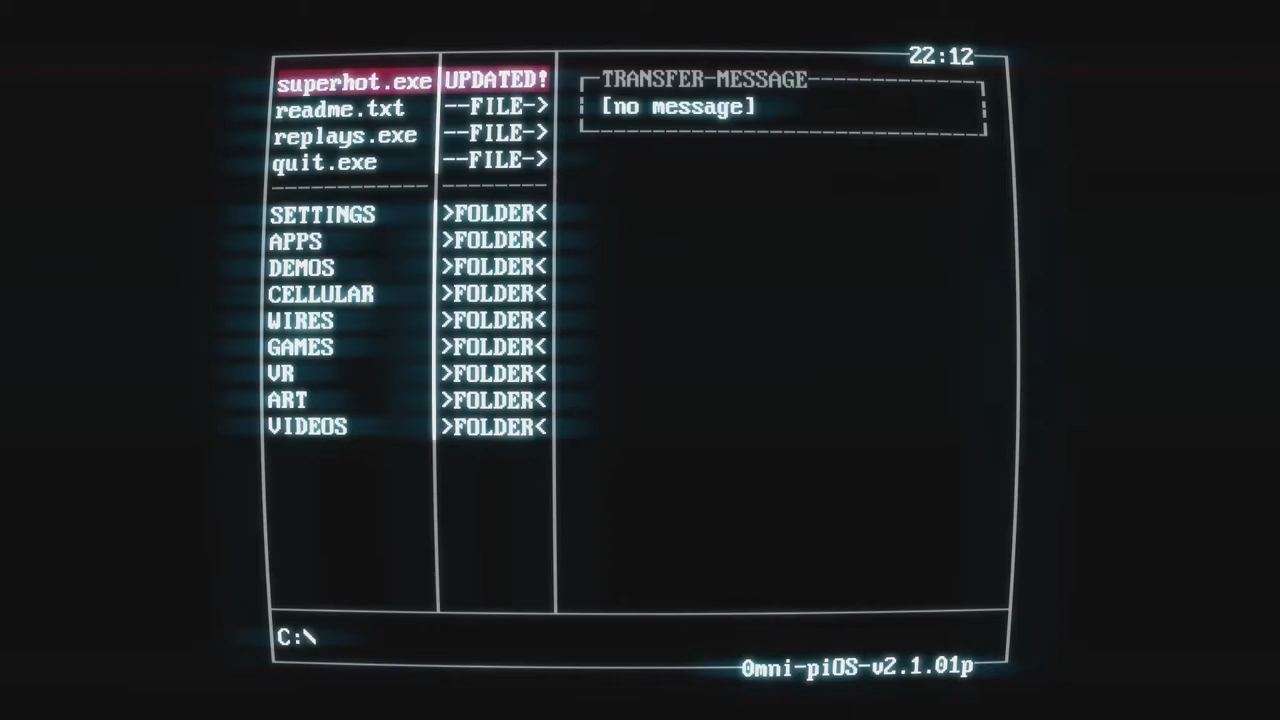 22:12
superhot.exe UPDATED!
readme.txt --FILE->
replays.exe --FILE->
quit.exe --FILE->
SETTINGS >FOLDER<
APPS >FOLDER<
DEMOS >FOLDER<
CELLULAR >FOLDER<
WIRES >FOLDER<
GAMES >FOLDER<
VR >FOLDER<
ART >FOLDER<
VIDEOS >FOLDER<
TRANSFER-MESSAGE
[no message]
C:\
0mni-piOS-v2.1.01p